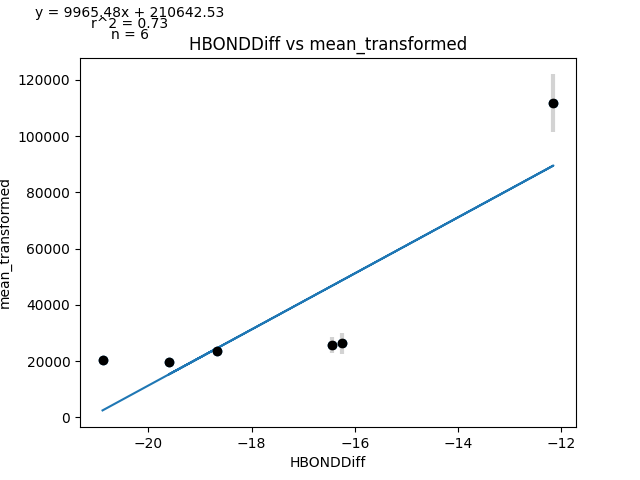 y = 9965.48x + 210642.53
r^2 = 0.73
n = 6
HBONDDiff vs mean_transformed
120000
100000
80000
60000
40000
20000
0
mean_transformed
−20
−18
−16
−14
−12
HBONDDiff